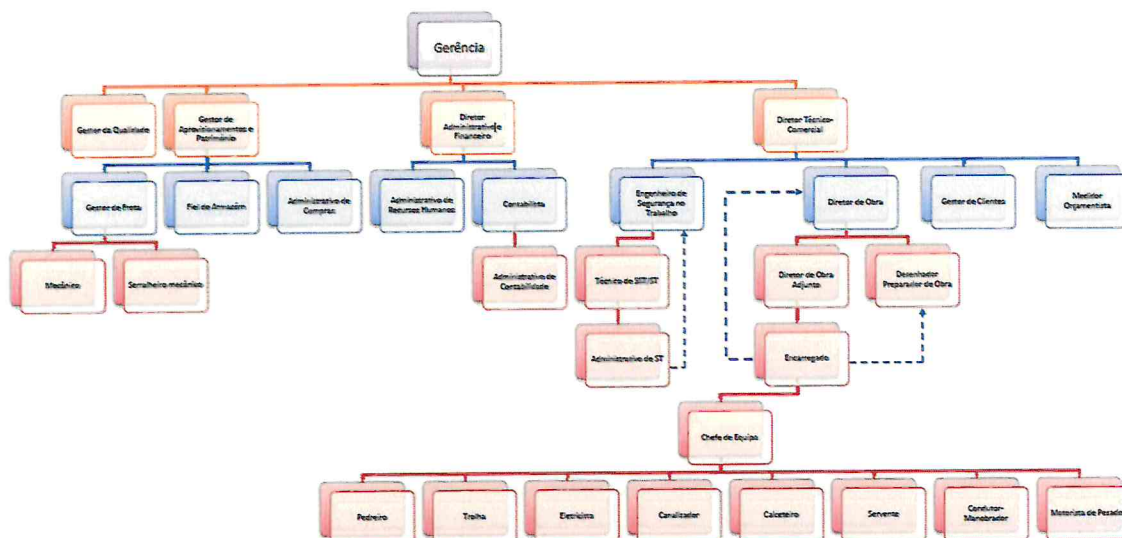 Gerência
Gestor da Qualidade
Gestor de
Aprovisionamentos e
Património
Diretor
Administrativo e
Financeiro
Diretor Técnico-
Comercial
Gestor de Frota
Fiel de Armazém
Administrativo de
Compras
Administrativo de
Recursos Humanos
Contabilista
Engenheiro de
Segurança no
Trabalho
Diretor de Obra
Gestor de Clientes
Medidor
Orçamentista
Mecânico
Serralheiro mecânico
Administrativo de
Contabilidade
Técnico de
Diretor de Obra
Adjunto
Desenhador
Preparador de Obra
Administrativo de ST
Encarregado
Chefe de Equipa
Pedreiro
Trolha
Eletricista
Canalizador
Calceteiro
Servente
Condutor-
Manobrador
Motorista de Pesado